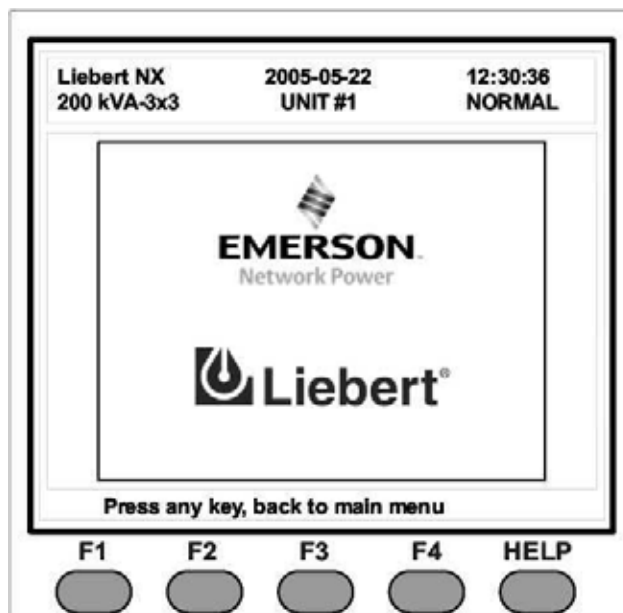 Liebert NX 2005-05-22 12:30:36
200 kVA-3x3 UNIT #1 NORMAL
EMERSON™
Network Power
Liebert®
Press any key, back to main menu
F1 F2 F3 F4 HELP